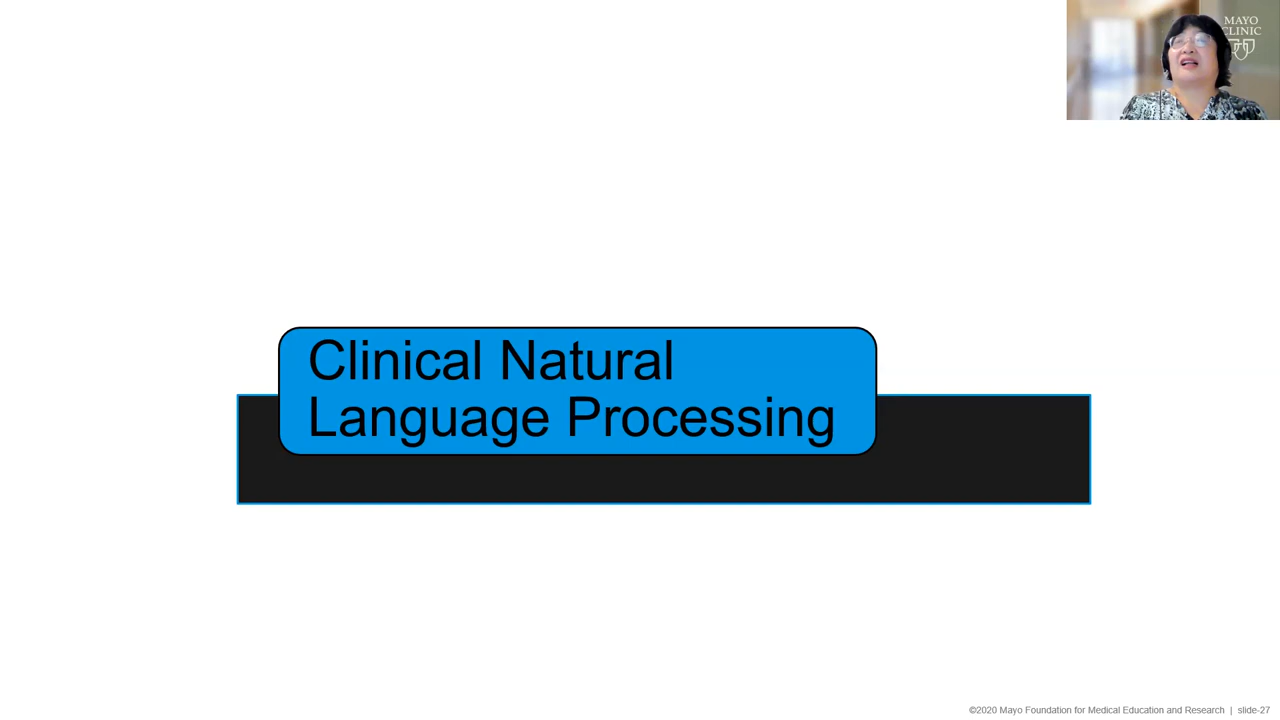 MAYO
CLINIC
Clinical Natural
Language Processing
©2020 Mayo Foundation for Medical Education and Research | slide-27